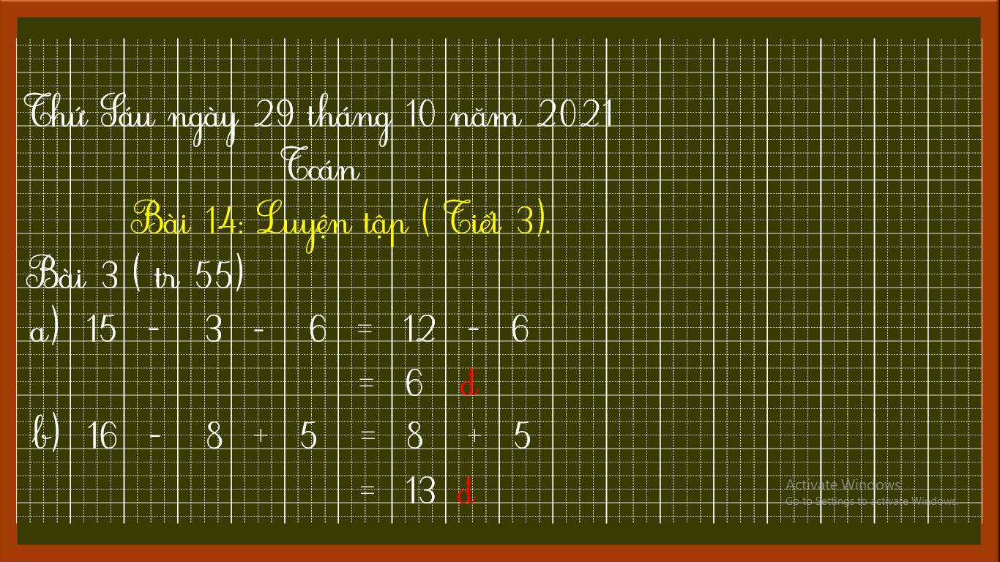 Thứ Sáu ngày 29 tháng 10 năm 2021
Toán
Bài 14: Luyện tập ( Tiết 3).
Bài 3 ( tr 55)
a) 15 - 3 - 6 = 12 - 6
= 6 đ
b) 16 - 8 + 5 = 8 + 5
= 13 đ
Activate Windows
Go to Settings to activate Windows.